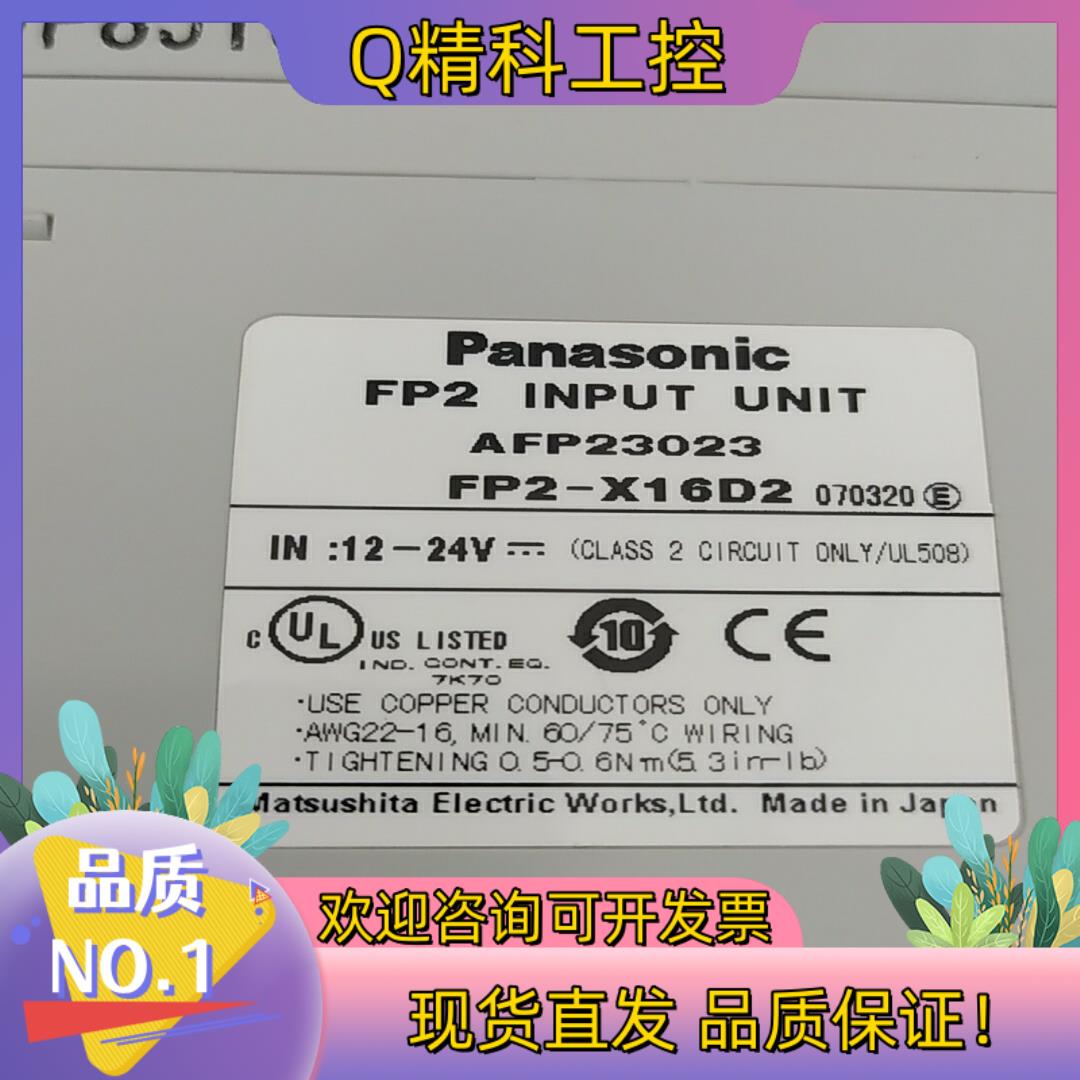 Q精科工控
Panasonic
FP2 INPUT UNIT
AFP23023
FP2-X16D2 070320 Ⓔ
IN :12-24V ⎓ (CLASS 2 CIRCUIT ONLY/UL508)
C UL US LISTED
IND. CONT. EQ.
7K70
10
CE
·USE COPPER CONDUCTORS ONLY
·AWG22-16, MIN. 60/75°C WIRING
·TIGHTENING 0.5-0.6Nm(5.3in-lb)
Matsushita Electric Works,Ltd. Made in Japan
品质
NO.1
欢迎咨询可开发票
现货直发 品质保证!